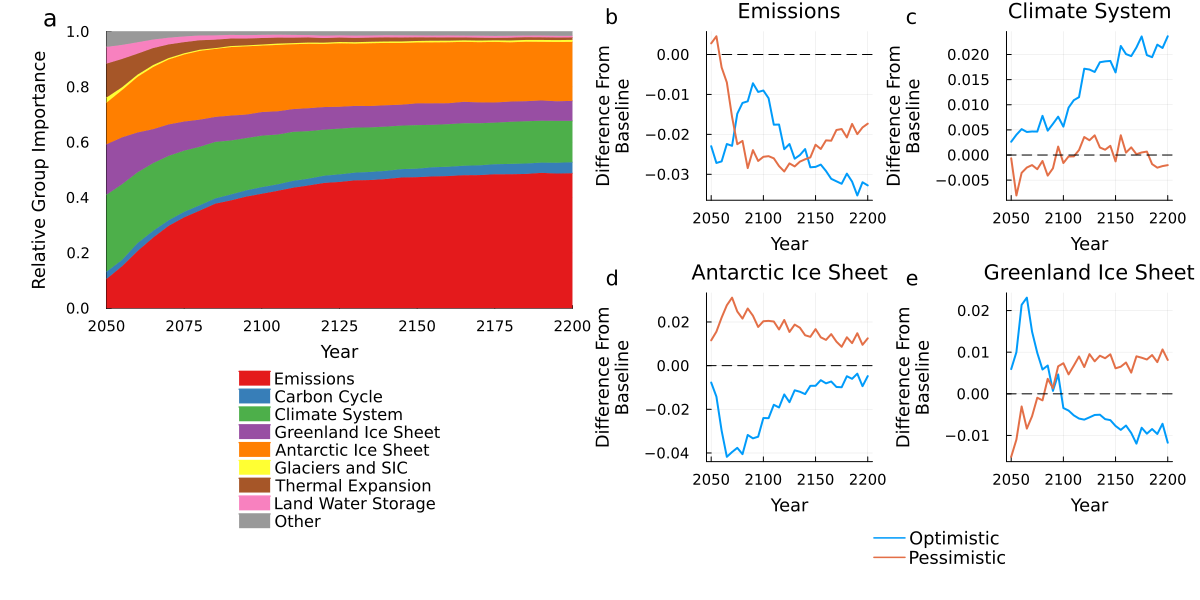 a
Relative Group Importance
1.0
0.8
0.6
0.4
0.2
0.0
2050
2075
2100
2125
2150
2175
2200
Year
Emissions
Carbon Cycle
Climate System
Greenland Ice Sheet
Antarctic Ice Sheet
Glaciers and SIC
Thermal Expansion
Land Water Storage
Other
b
Emissions
Difference From
Baseline
0.00
−0.01
−0.02
−0.03
2050
2100
2150
2200
Year
c
Climate System
Difference From
Baseline
0.020
0.015
0.010
0.005
0.000
−0.005
2050
2100
2150
2200
Year
d
Antarctic Ice Sheet
Difference From
Baseline
0.02
0.00
−0.02
−0.04
2050
2100
2150
2200
Year
e
Greenland Ice Sheet
Difference From
Baseline
0.02
0.01
0.00
−0.01
2050
2100
2150
2200
Year
Optimistic
Pessimistic